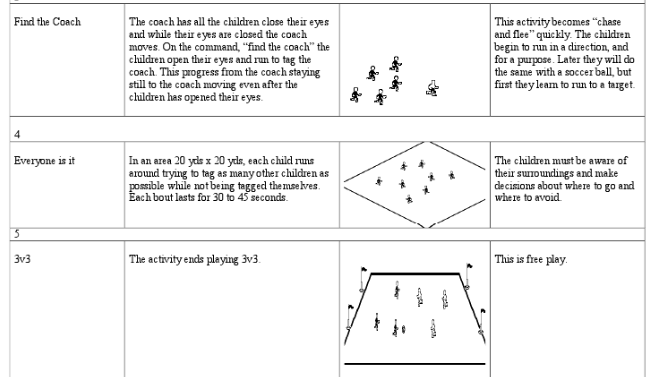 Find the Coach
The coach has all the children close their eyes
and while their eyes are closed the coach
moves. On the command, "find the coach" the
children open their eyes and run to tag the
coach. This progress from the coach staying
still to the coach moving even after the
children has opened their eyes.
This activity becomes "chase
and flee" quickly. The children
begin to run in a direction, and
for a purpose. Later they will do
the same with a soccer ball, but
first they learn to run to a target.
4
Everyone is it
In an area 20 yds x 20 yds, each child runs
around trying to tag as many other children as
possible while not being tagged themselves.
Each bout lasts for 30 to 45 seconds.
The children must be aware of
their surroundings and make
decisions about where to go and
where to avoid.
5
3v3
The activity ends playing 3v3.
This is free play.